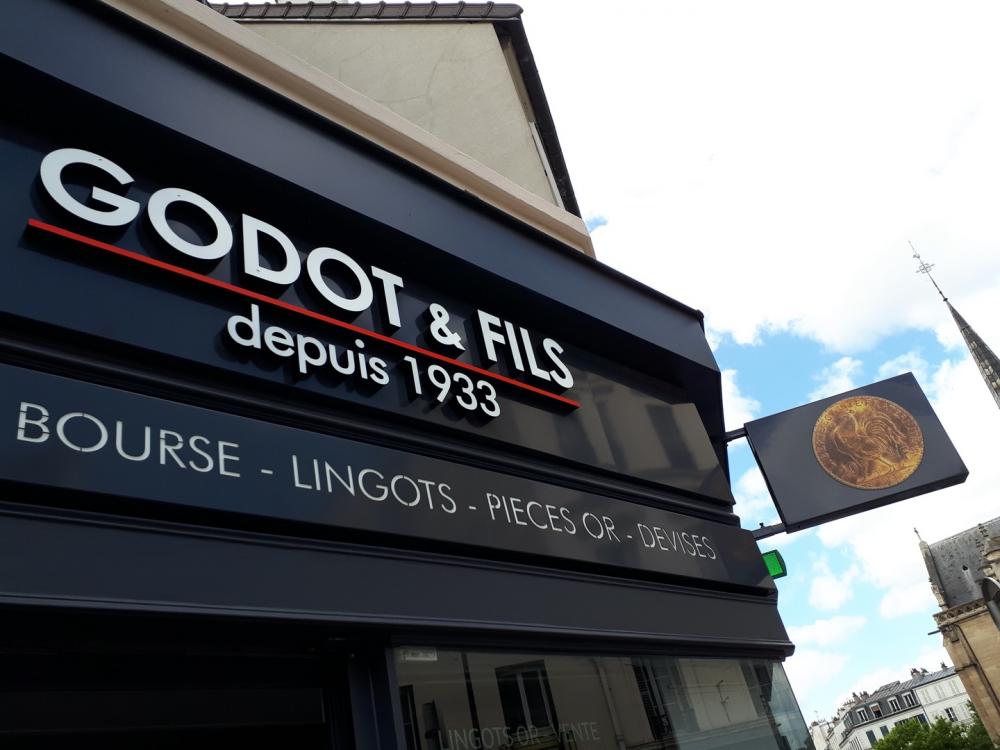 GODOT & FILS
depuis 1933
BOURSE - LINGOTS - PIECES OR - DEVISES
LINGOTS OR VENTE